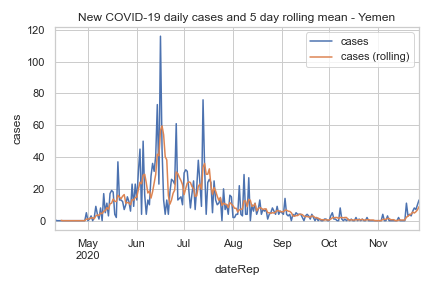 New COVID-19 daily cases and 5 day rolling mean - Yemen
120
100
80
60
40
20
0
cases
cases
cases (rolling)
May
2020
Jun
Jul
Aug
Sep
Oct
Nov
dateRep